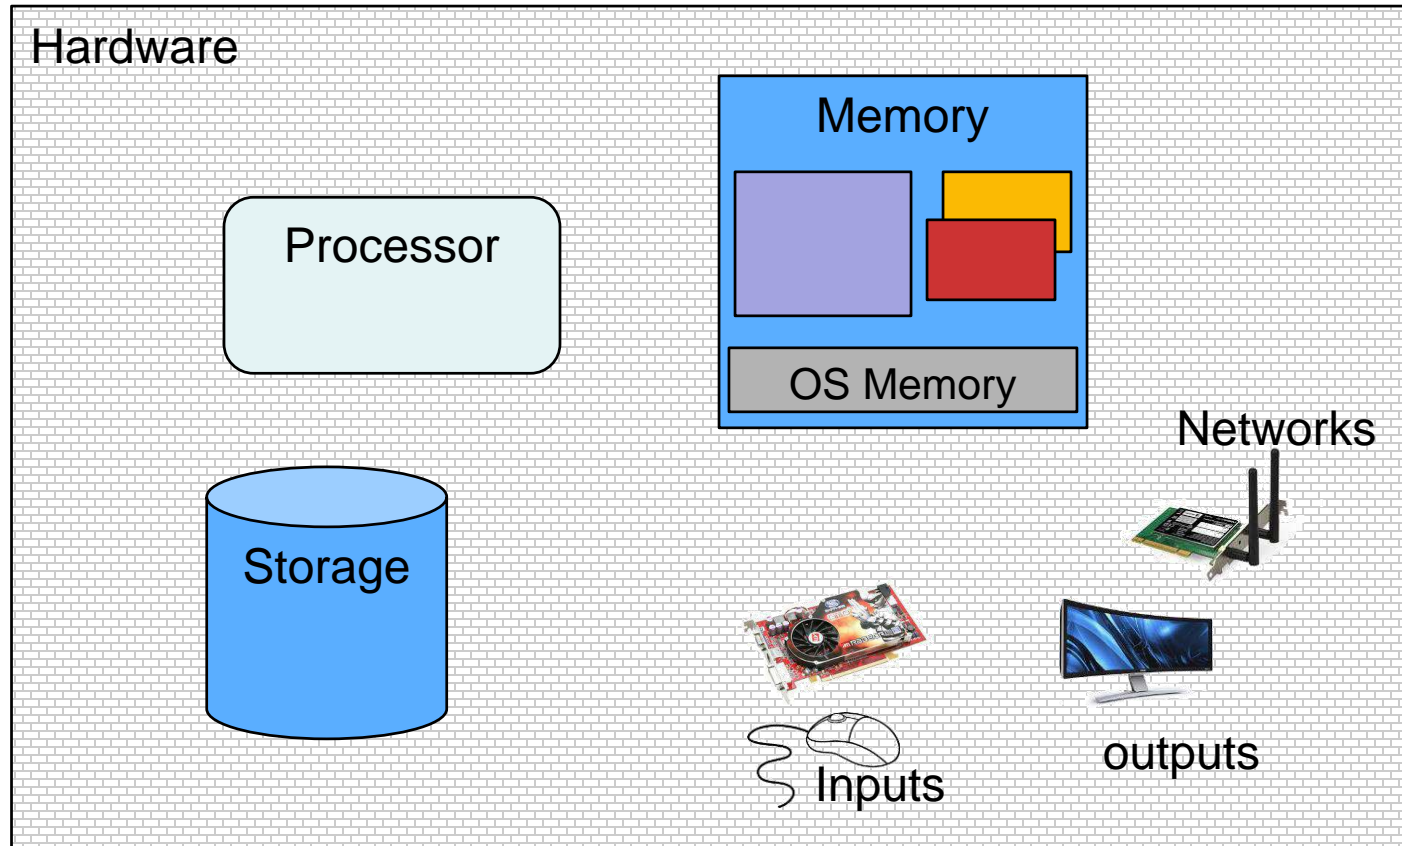 Hardware
Memory
Processor
OS Memory
Networks
Storage
outputs
Inputs